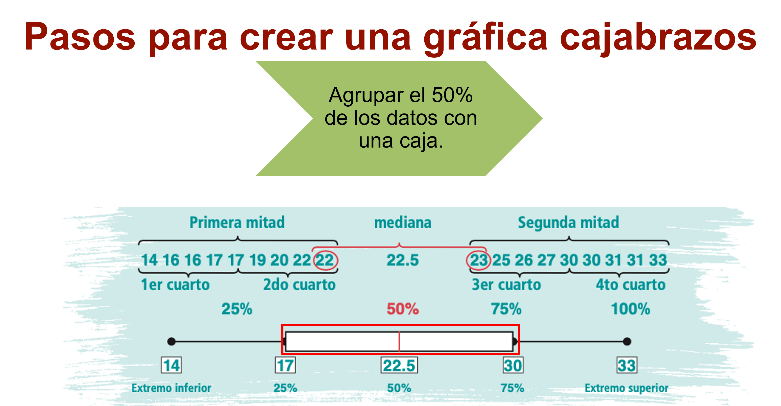 Pasos para crear una gráfica cajabrazos
Agrupar el 50%
de los datos con
una caja.
Primera mitad mediana Segunda mitad
14 16 16 17 17 19 20 22 22 22.5 23 25 26 27 30 30 31 31 33
1er cuarto 2do cuarto 3er cuarto 4to cuarto
25% 50% 75% 100%
14 17 22.5 30 33
Extremo inferior 25% 50% 75% Extremo superior